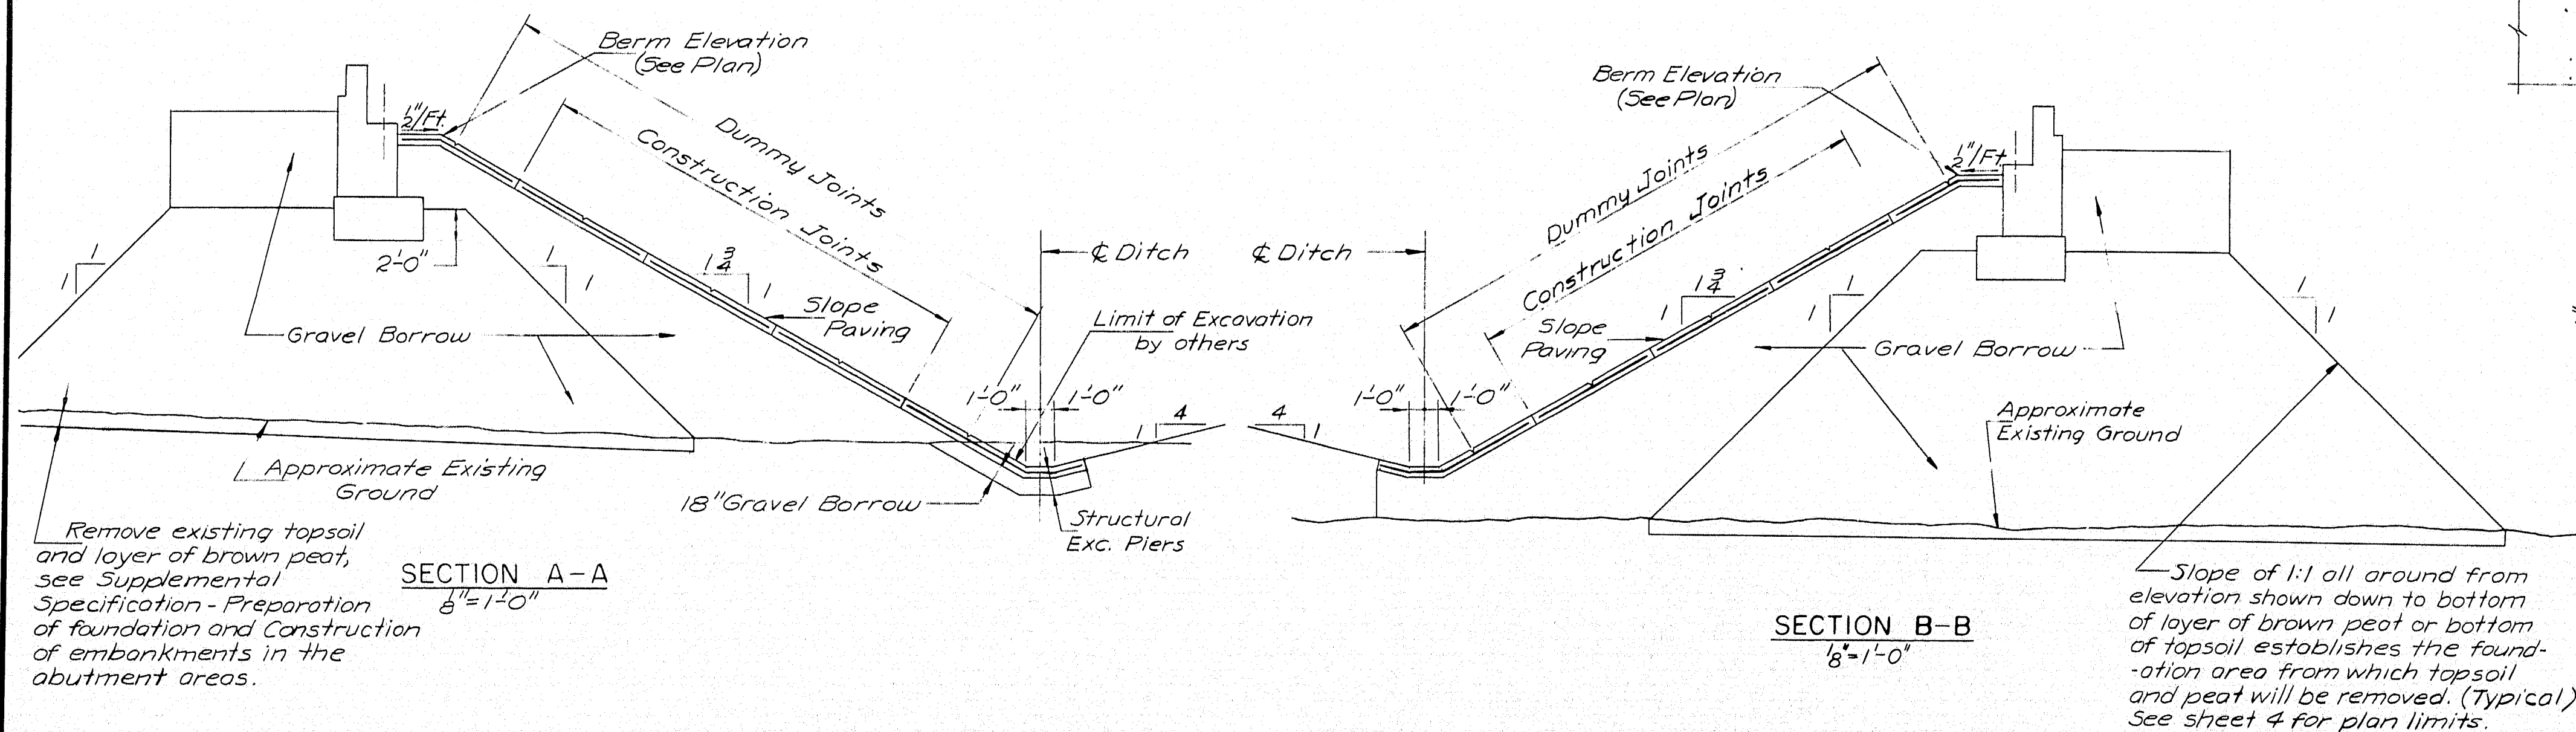 Berm Elevation
(See Plan)
1/2"/Ft.
Dummy Joints
Construction Joints
2'-0"
1
1
1
1
1 3/4
1
Slope
Paving
Gravel Borrow
℄ Ditch
Limit of Excavation
by others
1'-0"
1'-0"
4
1
Approximate Existing
Ground
18" Gravel Borrow
Structural
Exc. Piers
Remove existing topsoil
and layer of brown peat,
see Supplemental
Specification - Preparation
of foundation and Construction
of embankments in the
abutment areas.
SECTION A-A
1/8"=1'-0"
Berm Elevation
(See Plan)
1/2"/Ft.
Dummy Joints
Construction Joints
℄ Ditch
1 3/4
1
Slope
Paving
1
1
1
1
Gravel Borrow
1'-0"
1'-0"
4
1
Approximate
Existing Ground
SECTION B-B
1/8"=1'-0"
Slope of 1:1 all around from
elevation shown down to bottom
of layer of brown peat or bottom
of topsoil establishes the found-
-ation area from which topsoil
and peat will be removed. (Typical)
See sheet 4 for plan limits.